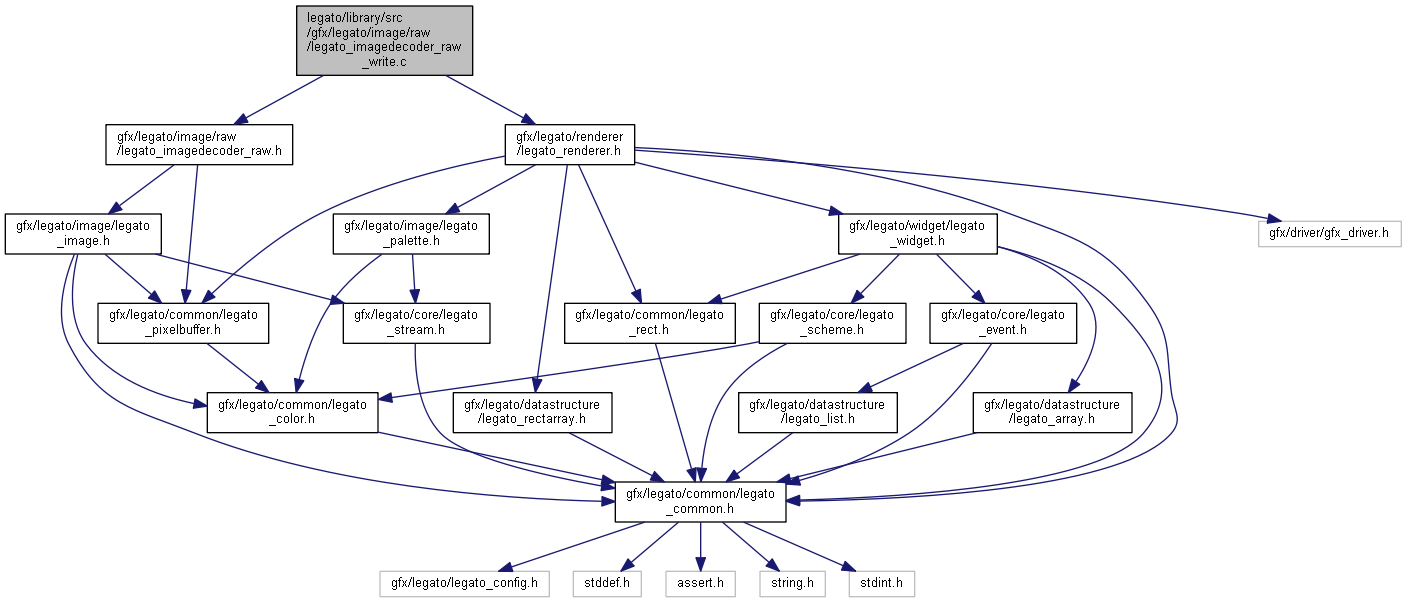 legato/library/src
/gfx/legato/image/raw
/legato_imagedecoder_raw
_write.c
gfx/legato/image/raw
/legato_imagedecoder_raw.h
gfx/legato/renderer
/legato_renderer.h
gfx/legato/image/legato
_image.h
gfx/legato/image/legato
_palette.h
gfx/legato/widget/legato
_widget.h
gfx/driver/gfx_driver.h
gfx/legato/common/legato
_pixelbuffer.h
gfx/legato/core/legato
_stream.h
gfx/legato/common/legato
_rect.h
gfx/legato/core/legato
_scheme.h
gfx/legato/core/legato
_event.h
gfx/legato/common/legato
_color.h
gfx/legato/datastructure
/legato_rectarray.h
gfx/legato/datastructure
/legato_list.h
gfx/legato/datastructure
/legato_array.h
gfx/legato/common/legato
_common.h
gfx/legato/legato_config.h
stddef.h
assert.h
string.h
stdint.h